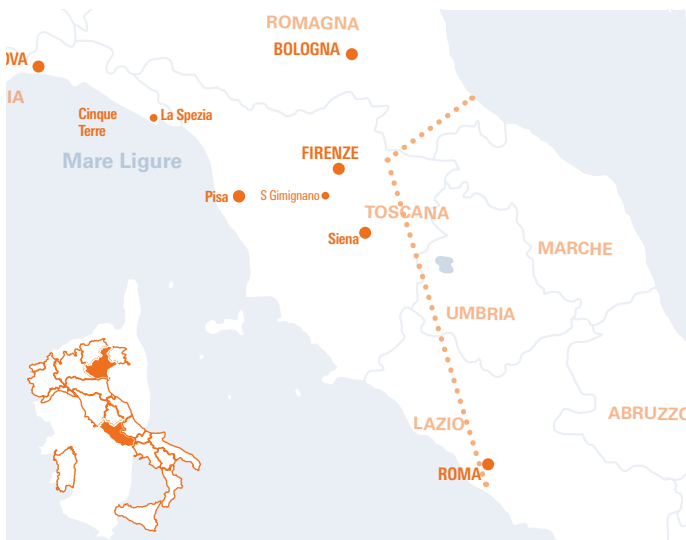 ROMAGNA
BOLOGNA
OVA
IA
Cinque
Terre
La Spezia
FIRENZE
Mare Ligure
Pisa
S Gimignano
TOSCANA
Siena
MARCHE
UMBRIA
LAZIO
ABRUZZO
ROMA